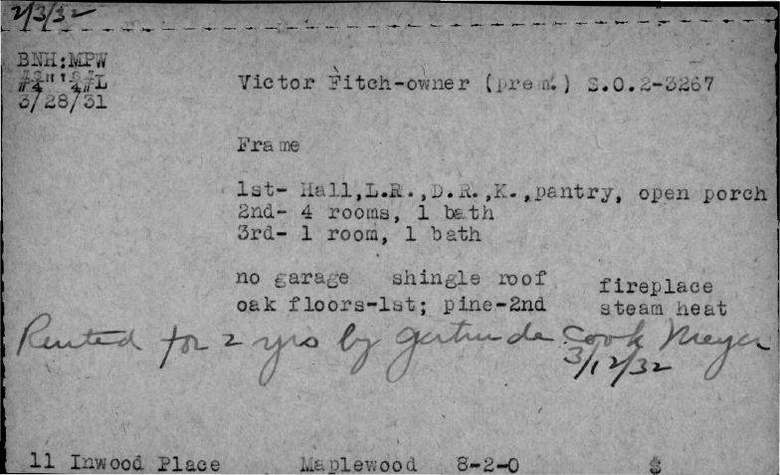 2/3/32
BNH:MPW
3/28/31
Victor Fitch-owner (prem.) S.O.2-3267
Frame
1st- Hall,L.R.,D.R.,K.,pantry, open porch
2nd- 4 rooms, 1 bath
3rd- 1 room, 1 bath
no garage shingle roof fireplace
oak floors-1st; pine-2nd steam heat
Rented for 2 yrs by Gertrude Cook Meyer
3/12/32
11 Inwood Place Maplewood 8-2-0 $